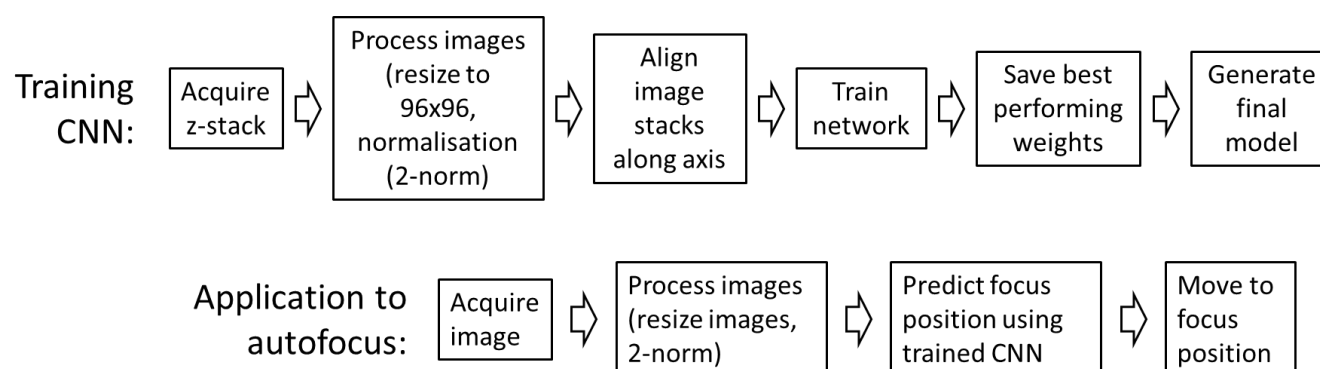 Training
CNN:
Acquire
z-stack
Process images
(resize to
96x96,
normalisation
(2-norm)
Align
image
stacks
along axis
Train
network
Save best
performing
weights
Generate
final
model
Application to
autofocus:
Acquire
image
Process images
(resize images,
2-norm)
Predict focus
position using
trained CNN
Move to
focus
position